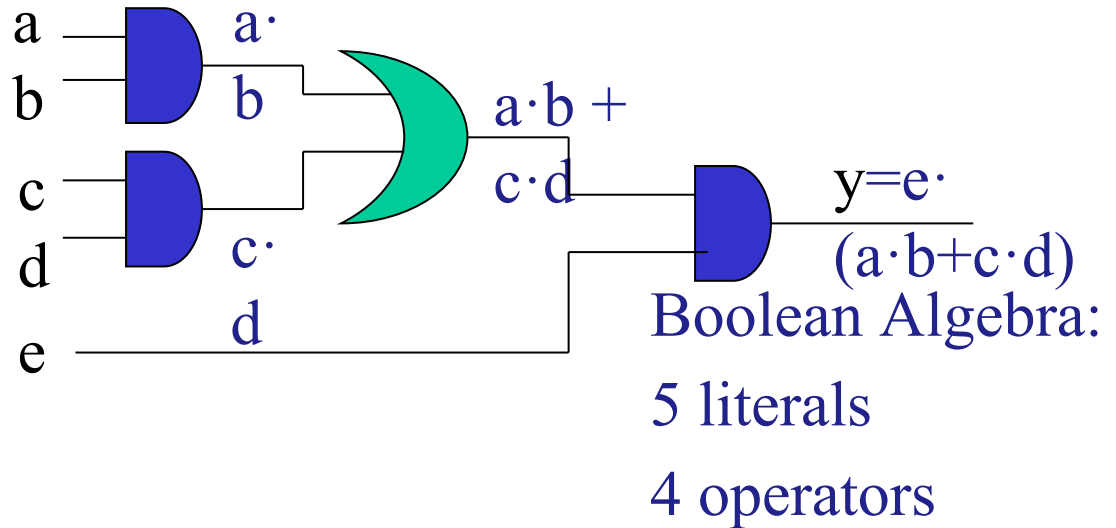 a
b
a·
b
c
d
c·
d
e
a·b +
c·d
y=e·
(a·b+c·d)
Boolean Algebra:
5 literals
4 operators